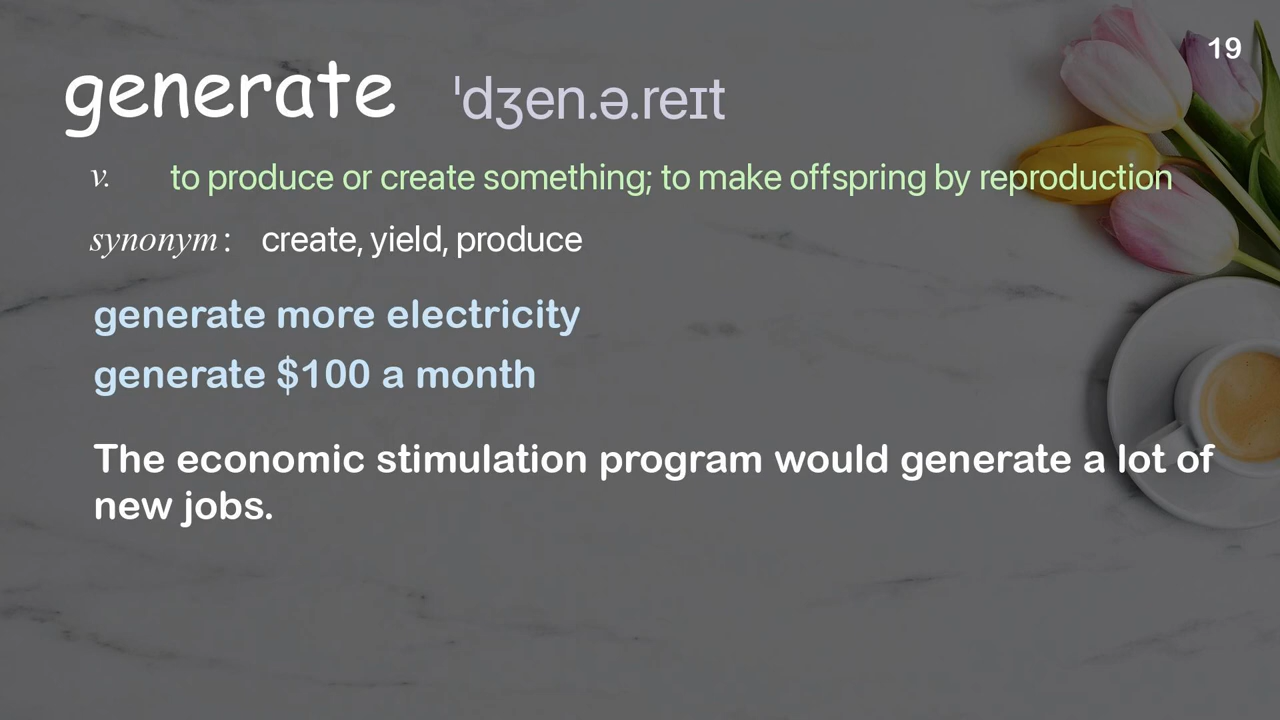 19
generate ˈdʒen.ə.reɪt
v. to produce or create something; to make offspring by reproduction
synonym: create, yield, produce
generate more electricity
generate $100 a month
The economic stimulation program would generate a lot of
new jobs.